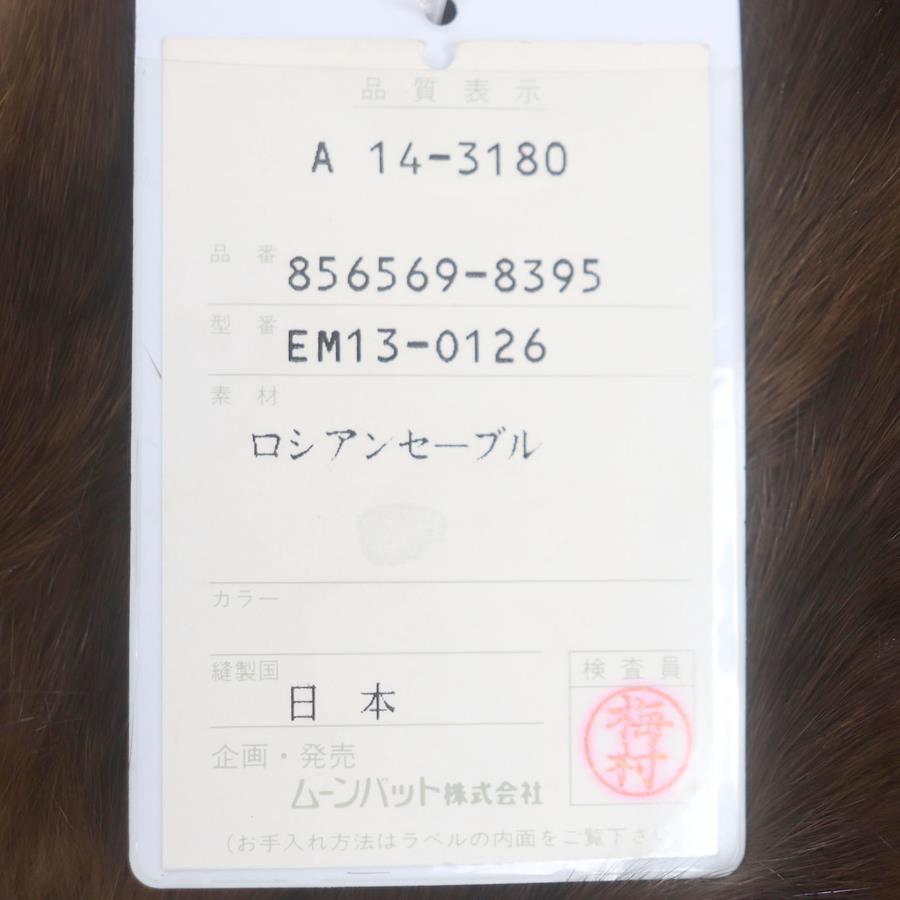 品 質 表 示
A 14-3180
品 番 856569-8395
型 番 EM13-0126
素 材
ロシアンセーブル
カラー
縫製国
日 本
検 査 員
梅村
企画・発売
ムーンバット株式会社
(お手入れ方法はラベルの内面をご覧下さい)